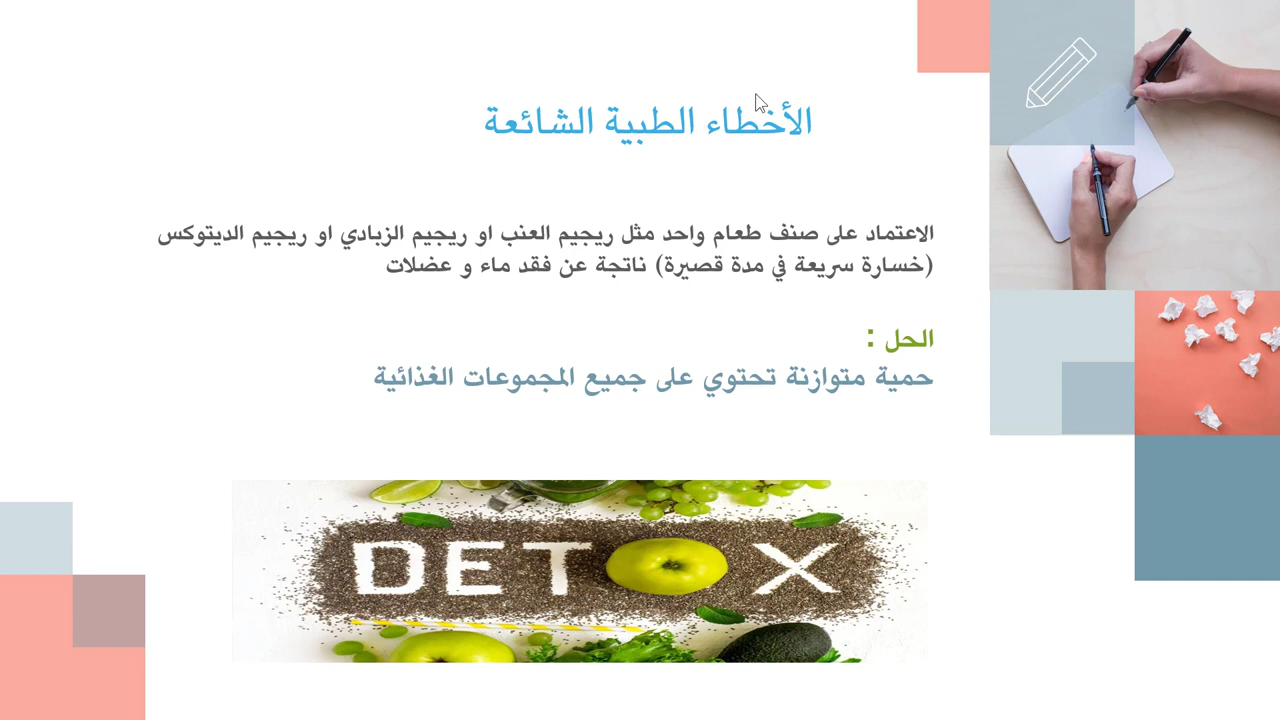 الأخطاء الطبية الشائعة
الاعتماد على صنف طعام واحد مثل ريجيم العنب او ريجيم الزبادي او ريجيم الديتوكس
(خسارة سريعة في مدة قصيرة) ناتجة عن فقد ماء و عضلات
الحل :
حمية متوازنة تحتوي على جميع المجموعات الغذائية
DETOX